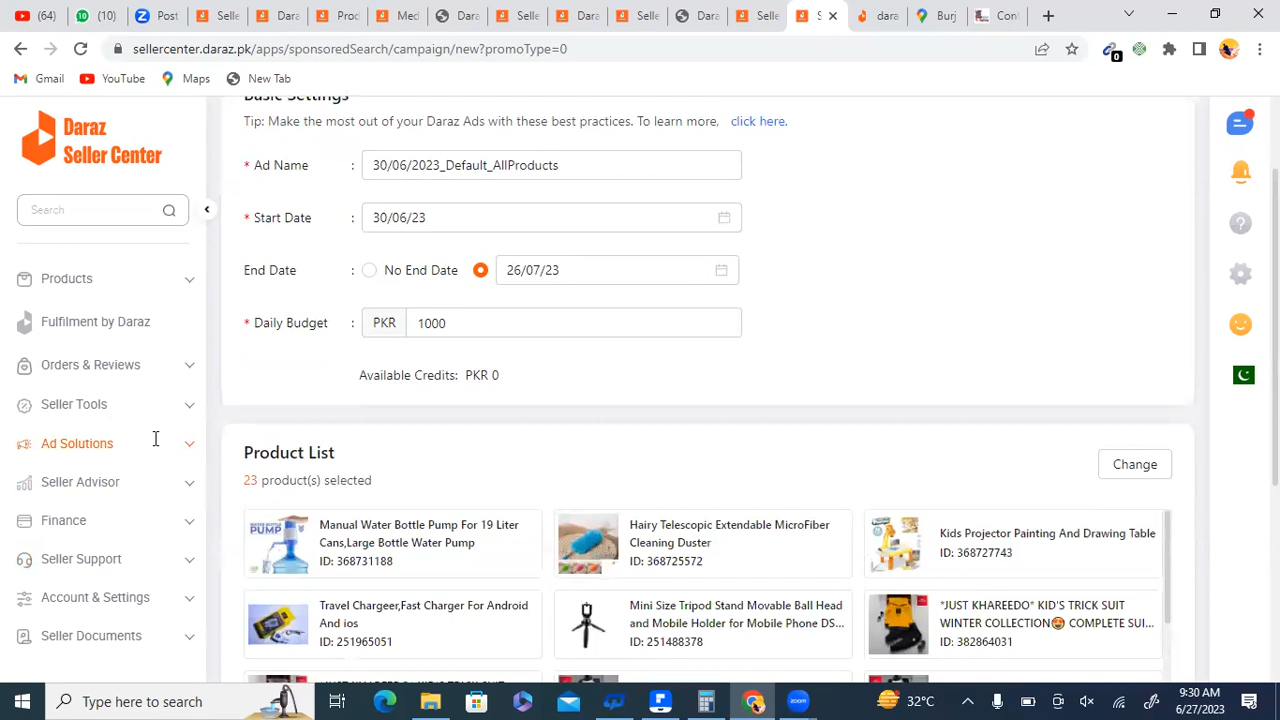 (64)
(10)
Post
Selle
Dara
Prod
Med
Dara
Selle
Dara
Selle
Dara
Selle
S
dara
Burj
Con
sellercenter.daraz.pk/apps/sponsoredSearch/campaign/new?promoType=0
0
Gmail
YouTube
Maps
New Tab
Daraz
Seller Center
Search
Products
Fulfilment by Daraz
Orders & Reviews
Seller Tools
Ad Solutions
Seller Advisor
Finance
Seller Support
Account & Settings
Seller Documents
Basic Settings
Tip: Make the most out of your Daraz Ads with these best practices. To learn more, click here.
* Ad Name : 30/06/2023_Default_AllProducts
* Start Date : 30/06/23
End Date : No End Date 26/07/23
* Daily Budget : PKR 1000
Available Credits: PKR 0
Product List
23 product(s) selected
Change
WATER BOTTLE
PUMP
Manual Water Bottle Pump For 19 Liter
Cans,Large Bottle Water Pump
ID: 368731188
Hairy Telescopic Extendable MicroFiber
Cleaning Duster
ID: 368725572
Kids Projector Painting And Drawing Table
ID: 368727743
Travel Chargeer,Fast Charger For Android
And ios
ID: 251965051
Mini Size Tripod Stand Movable Ball Head
and Mobile Holder for Mobile Phone DS...
ID: 251488378
*JUST KHAREEDO* KID'S TRICK SUIT
WINTER COLLECTION😍 COMPLETE SUI...
ID: 382864031
Type here to search
zoom
32°C
9:30 AM
6/27/2023